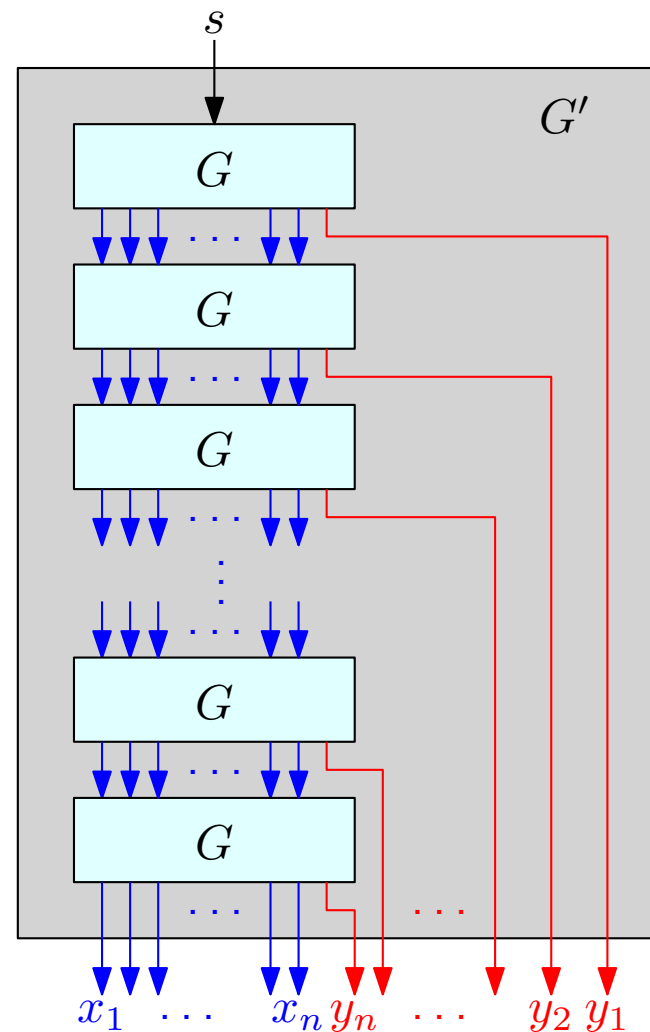 s
G′
G
. . .
G
. . .
G
. . .
⋮
. . .
G
. . .
G
. . . . . .
x₁ . . . xₙ yₙ . . . y₂ y₁